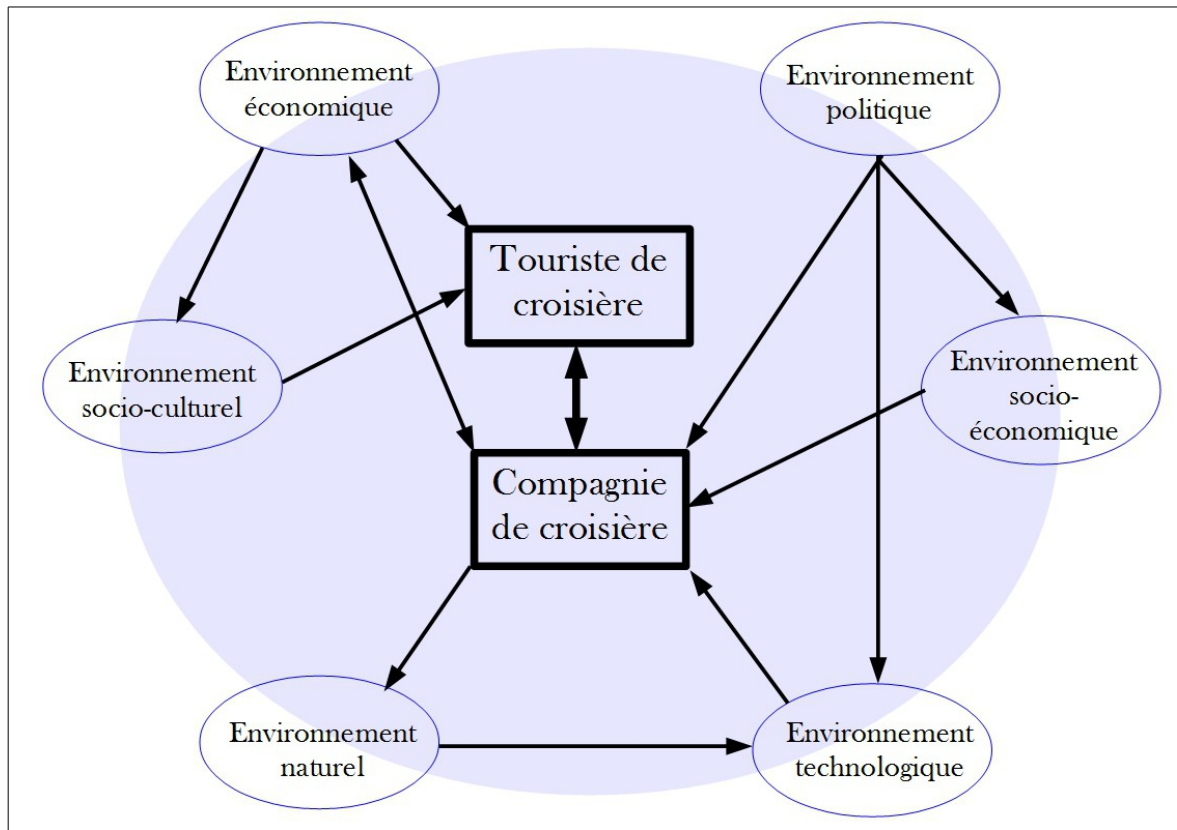 Environnement
économique
Environnement
politique
Touriste de
croisière
Environnement
socio-culturel
Environnement
socio-
économique
Compagnie
de croisière
Environnement
naturel
Environnement
technologique